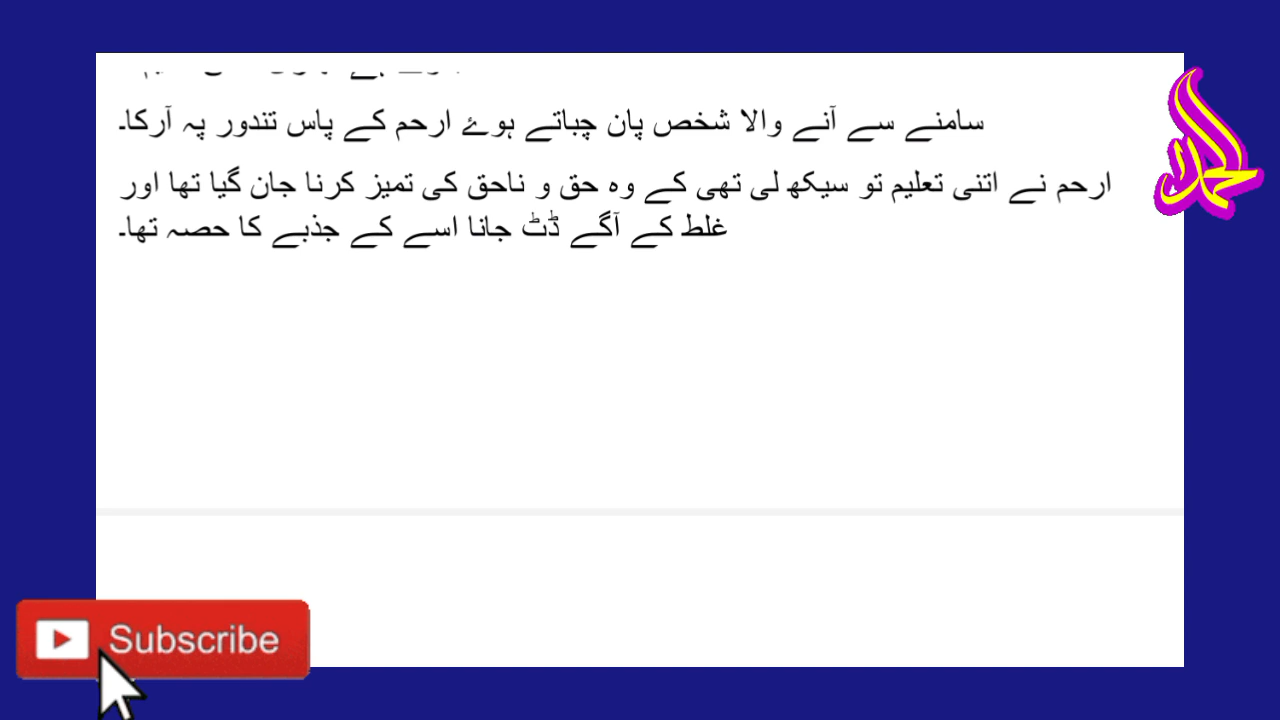 سامنے سے آنے والا شخص پان چباتے ہوۓ ارحم کے پاس تندور پہ آرکا۔
ارحم نے اتنی تعلیم تو سیکھ لی تھی کے وہ حق و ناحق کی تمیز کرنا جان گیا تھا اور
غلط کے آگے ڈٹ جانا اسے کے جذبے کا حصہ تھا۔
Subscribe